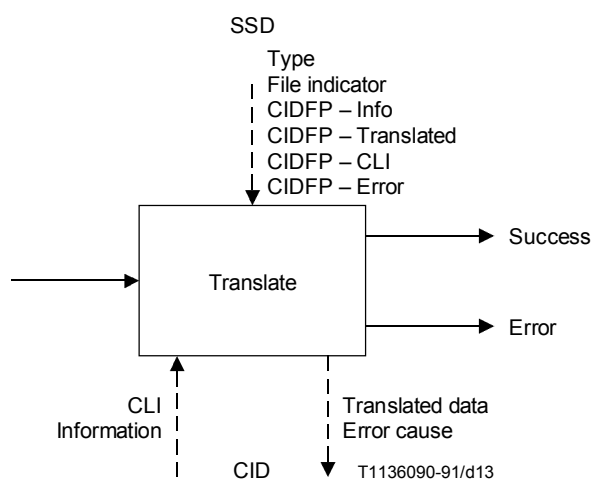 SSD
Type
File indicator
CIDFP – Info
CIDFP – Translated
CIDFP – CLI
CIDFP – Error
Success
Translate
Error
CLI
Information
Translated data
Error cause
CID
T1136090-91/d13